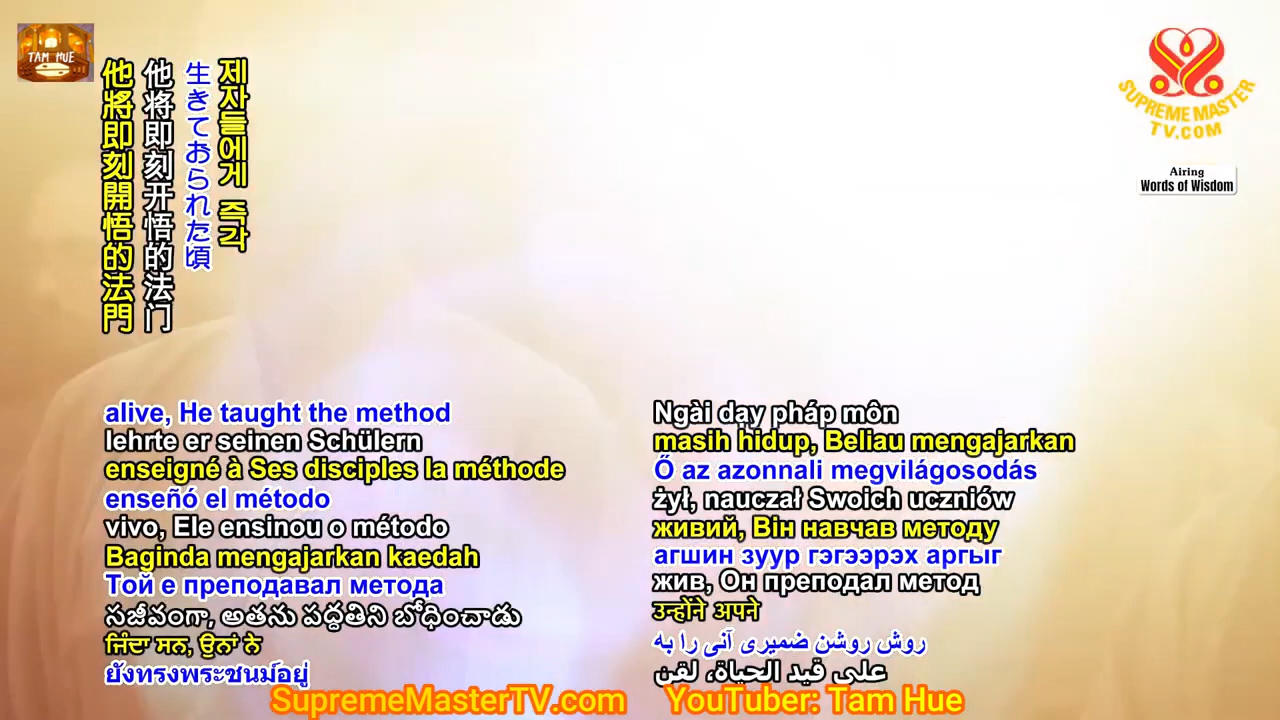 TAM HUE
SUPREME MASTER
TV.COM
Airing
Words of Wisdom
제자들에게 즉각
生きておられた頃
他将即刻开悟的法门
他將即刻開悟的法門
alive, He taught the method
lehrte er seinen Schülern
enseigné à Ses disciples la méthode
enseñó el método
vivo, Ele ensinou o método
Baginda mengajarkan kaedah
Той е преподавал метода
సజీవంగా, అతను పద్దతిని బోధించాడు
ਜਿੰਦਾ ਸਨ, ਉਨਾਂ ਨੇ
ยังทรงพระชนม์อยู่
Ngài dạy pháp môn
masih hidup, Beliau mengajarkan
Ő az azonnali megvilágosodás
żył, nauczał Swoich uczniów
живий, Він навчав методу
агшин зуур гэгээрэх аргыг
жив, Он преподал метод
उन्होंने अपने
روش روشن ضمیری آنی را به
على قيد الحياة، لقن
SupremeMasterTV.com YouTuber: Tam Hue